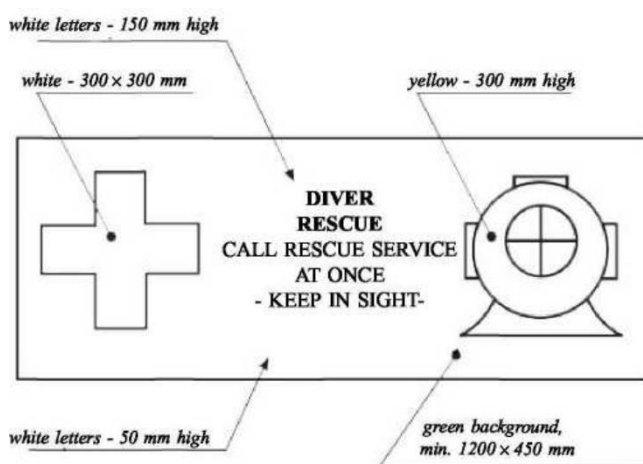 white letters - 150 mm high
white - 300 × 300 mm
yellow - 300 mm high
DIVER
RESCUE
CALL RESCUE SERVICE
AT ONCE
- KEEP IN SIGHT-
white letters - 50 mm high
green background,
min. 1200 × 450 mm